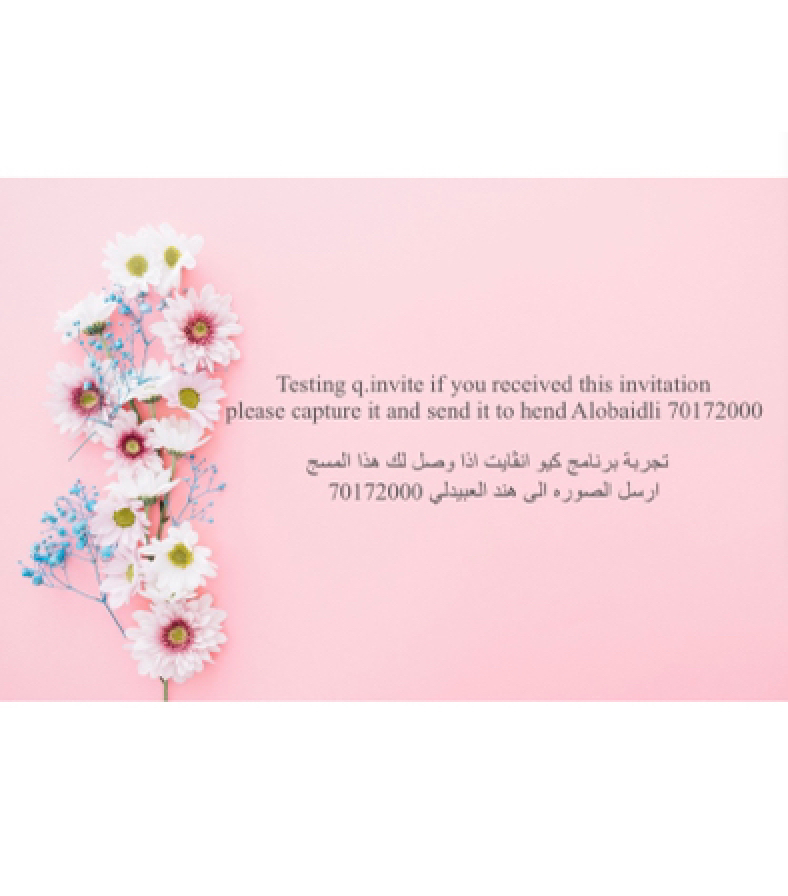 Testing q.invite if you received this invitation
please capture it and send it to hend Alobaidli 70172000
تجربة برنامج كيو انڤايت اذا وصل لك هذا المسج
ارسل الصوره الى هند العبيدلي 70172000